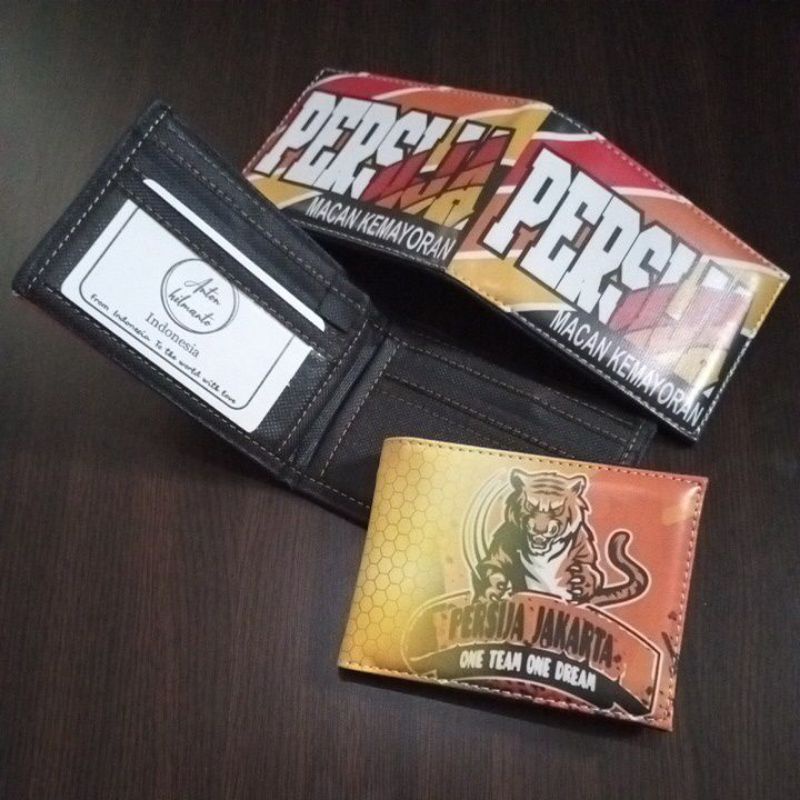 PERSIJA
MACAN KEMAYORAN
PERSIJA
MACAN KEMAYORAN
Anton
hilmanto
Indonesia
From Indonesia To the world with love
PERSIJA JAKARTA
ONE TEAM ONE DREAM